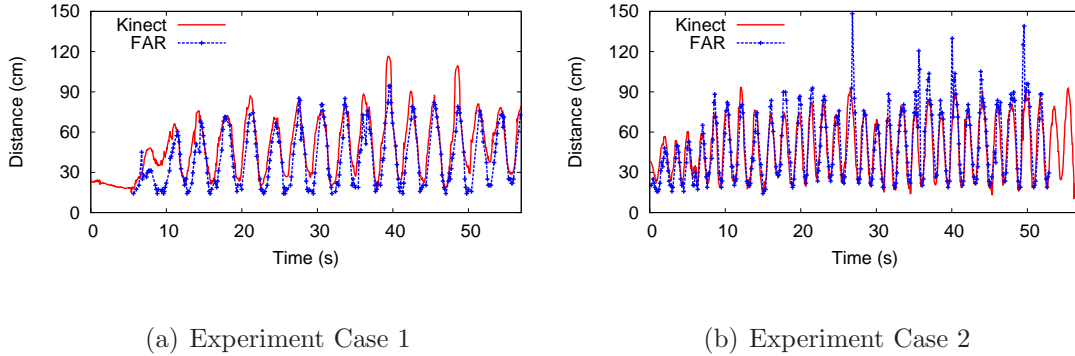 Kinect
FAR
150
120
90
60
30
0
Distance (cm)
0 10 20 30 40 50
Time (s)
(a) Experiment Case 1
Kinect
FAR
150
120
90
60
30
0
Distance (cm)
0 10 20 30 40 50
Time (s)
(b) Experiment Case 2